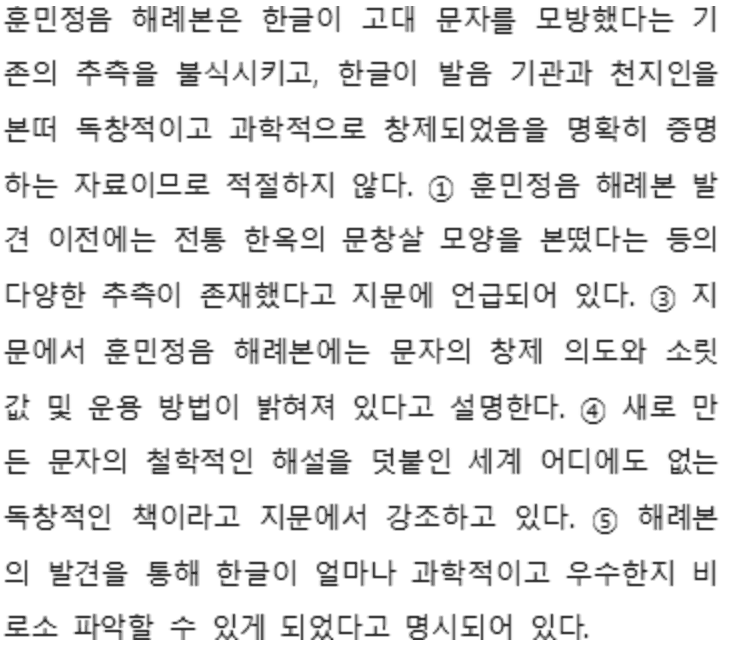 훈민정음 해례본은 한글이 고대 문자를 모방했다는 기
존의 추측을 불식시키고, 한글이 발음 기관과 천지인을
본떠 독창적이고 과학적으로 창제되었음을 명확히 증명
하는 자료이므로 적절하지 않다. ① 훈민정음 해례본 발
견 이전에는 전통 한옥의 문창살 모양을 본떴다는 등의
다양한 추측이 존재했다고 지문에 언급되어 있다. ③ 지
문에서 훈민정음 해례본에는 문자의 창제 의도와 소릿
값 및 운용 방법이 밝혀져 있다고 설명한다. ④ 새로 만
든 문자의 철학적인 해설을 덧붙인 세계 어디에도 없는
독창적인 책이라고 지문에서 강조하고 있다. ⑤ 해례본
의 발견을 통해 한글이 얼마나 과학적이고 우수한지 비
로소 파악할 수 있게 되었다고 명시되어 있다.